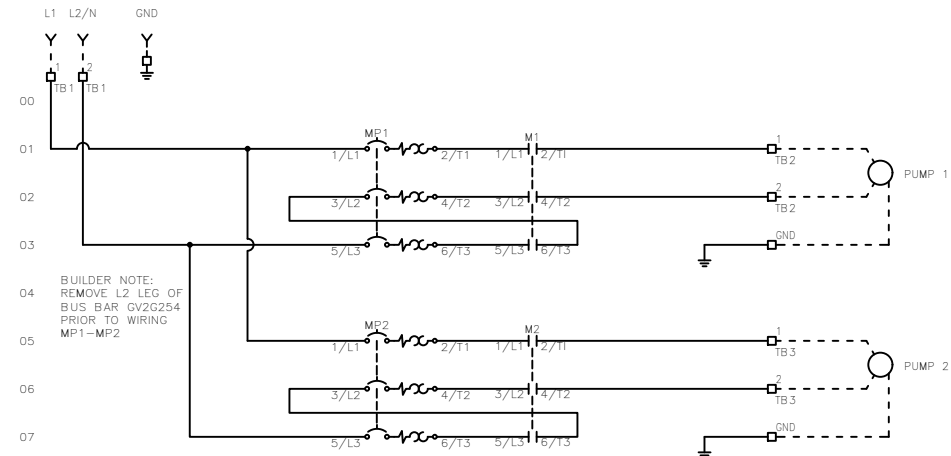 L1 L2/N GND
1 2
TB1 TB1
00
MP1 M1 1
01 1/L1 2/T1 1/L1 2/TI TB2
PUMP 1
2
02 3/L2 4/T2 3/L2 4/T2 TB2
GND
03 5/L3 6/T3 5/L3 6/T3
BUILDER NOTE:
04 REMOVE L2 LEG OF
BUS BAR GV2G254
PRIOR TO WIRING
MP1-MP2
MP2 M2 1
05 1/L1 2/T1 1/L1 2/TI TB3
PUMP 2
2
06 3/L2 4/T2 3/L2 4/T2 TB3
GND
07 5/L3 6/T3 5/L3 6/T3